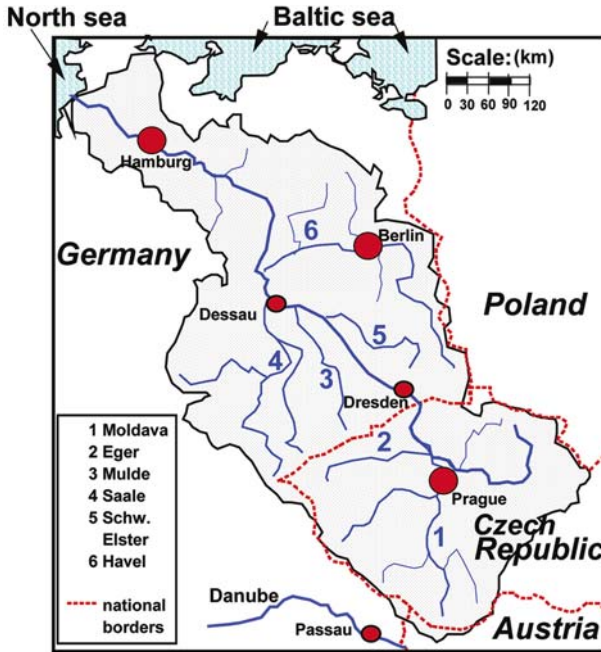 North sea
Baltic sea
Scale: (km)
0 30 60 90 120
Hamburg
Germany
6
Berlin
Poland
Dessau
5
4
3
Dresden
2
Prague
1
Czech
Republic
1 Moldava
2 Eger
3 Mulde
4 Saale
5 Schw.
Elster
6 Havel
national
borders
Danube
Passau
Austria